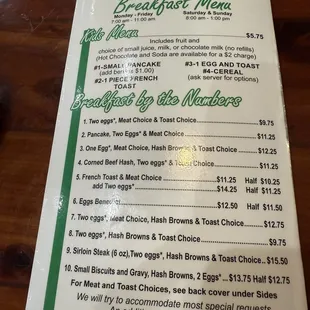 Breakfast Menu
Monday - Friday Saturday & Sunday
7:00 am - 11:00 am 6:00 am - 1:00 pm
Kids Menu $5.75
Includes fruit and
choice of small juice, milk, or chocolate milk (no refills)
(Hot Chocolate and Soda are available for a $2 charge)
#1-SMALL PANCAKE #3-1 EGG AND TOAST
(add bacon $1.00) #4-CEREAL
#2-1 PIECE FRENCH (ask server for options)
TOAST
Breakfast by the Numbers
1. Two eggs*, Meat Choice & Toast Choice $9.75
2. Pancake, Two Eggs* & Meat Choice $11.25
3. One Egg*, Meat Choice, Hash Browns & Toast Choice $12.25
4. Corned Beef Hash, Two eggs* & Toast Choice $11.25
5. French Toast & Meat Choice $11.25 Half $10.25
add Two eggs* $14.25 Half $11.25
6. Eggs Benedict $12.50 Half $11.50
7. Two eggs*, Meat Choice, Hash Browns & Toast Choice $12.75
8. Two eggs*, Hash Browns & Toast Choice $9.75
9. Sirloin Steak (6 oz),Two eggs*, Hash Browns & Toast Choice.. $15.50
10. Small Biscuits and Gravy, Hash Browns, 2 Eggs* ... $13.75 Half $12.75
For Meat and Toast Choices, see back cover under Sides
We will try to accommodate most special requests
An additio